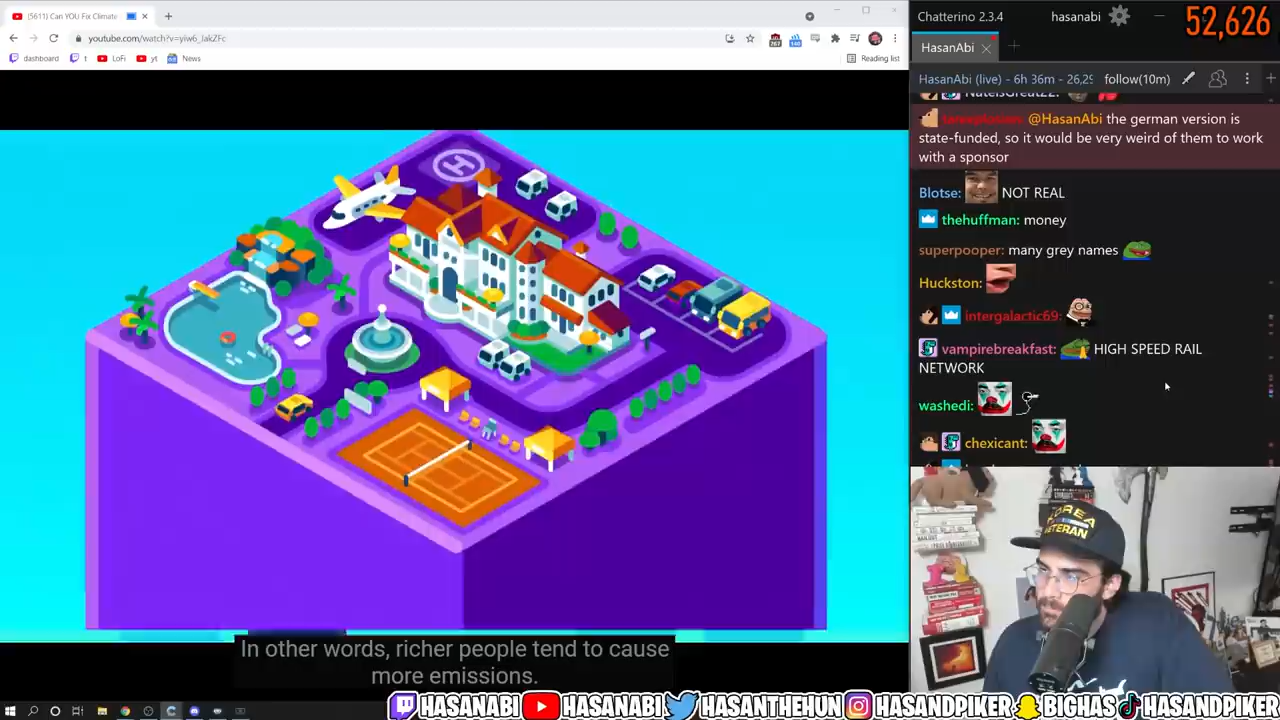 (5611) Can YOU Fix Climate
youtube.com/watch?v=yiw6_JakZFc
dashboard
t
LoFi
yt
News
Reading list
H
In other words, richer people tend to cause
more emissions.
Chatterino 2.3.4
hasanabi
52,626
HasanAbi
HasanAbi (live) - 6h 36m - 26,29
follow(10m)
@HasanAbi the german version is
state-funded, so it would be very weird of them to work
with a sponsor
Blotse: NOT REAL
thehuffman: money
superpooper: many grey names
Huckston:
intergalactic69:
vampirebreakfast: HIGH SPEED RAIL
NETWORK
washedi:
chexicant:
KOREA
VETERAN
HASANABI HASANABI HASANTHEHUN HASANDPIKER BIGHAS HASANDPIKER